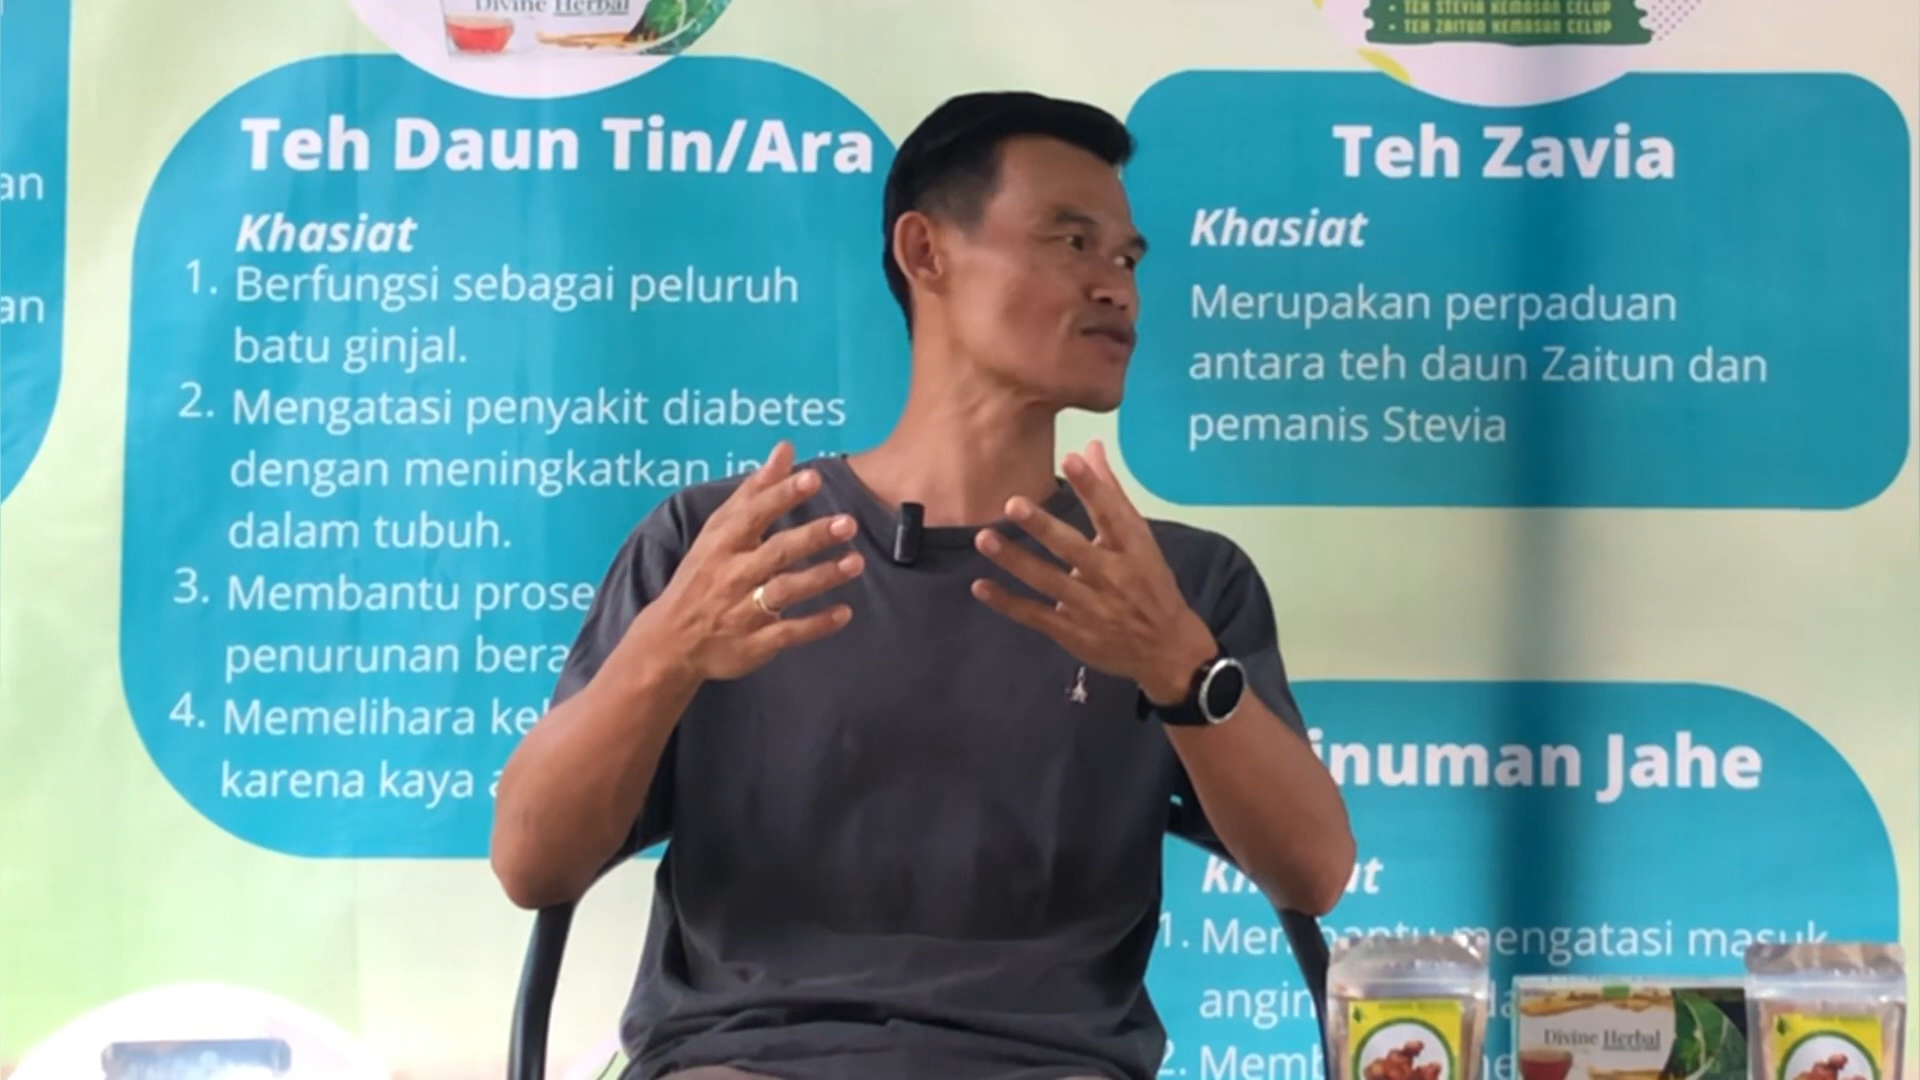 Divine Herbal
• TEH STEVIA KEMASAN CELUP
• TEH ZAITUN KEMASAN CELUP
an
an
Teh Daun Tin/Ara
Khasiat
1. Berfungsi sebagai peluruh
batu ginjal.
2. Mengatasi penyakit diabetes
dengan meningkatkan
dalam tubuh.
3. Membantu prose
penurunan bera
4. Memelihara ke
karena kaya
Teh Zavia
Khasiat
Merupakan perpaduan
antara teh daun Zaitun dan
pemanis Stevia
inuman Jahe
1. Membantu mengatasi masuk
angin
2. Memb
Divine Herbal